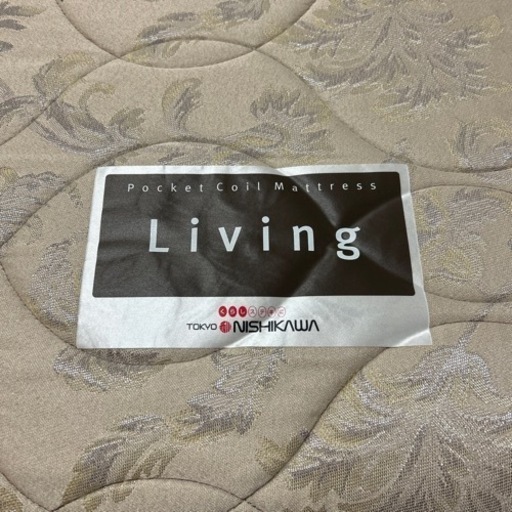 Pocket Coil Mattress
Living
TOKYO NISHIKAWA